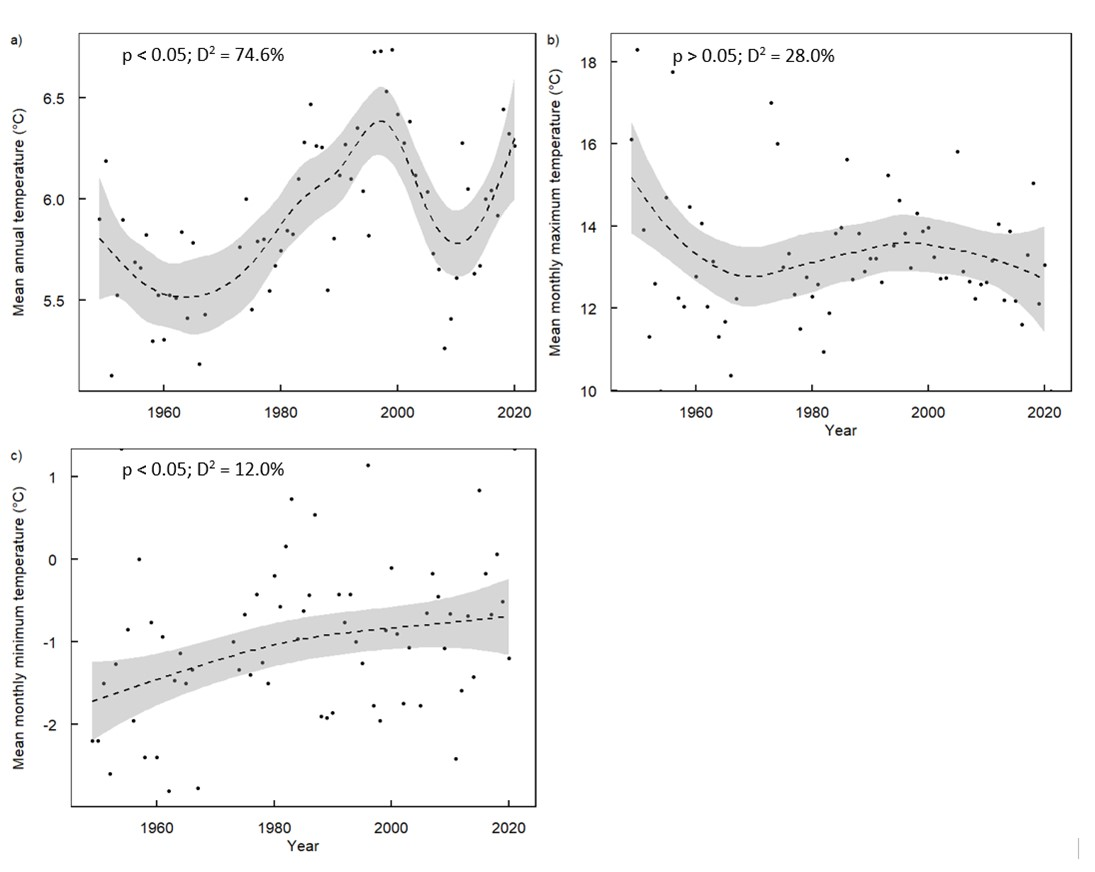 a)
p < 0.05; D² = 74.6%
Mean annual temperature (°C)
6.5
6.0
5.5
1960 1980 2000 2020
b)
p > 0.05; D² = 28.0%
Mean monthly maximum temperature (°C)
18
16
14
12
10
1960 1980 2000 2020
Year
c)
p < 0.05; D² = 12.0%
Mean monthly minimum temperature (°C)
1
0
-1
-2
1960 1980 2000 2020
Year